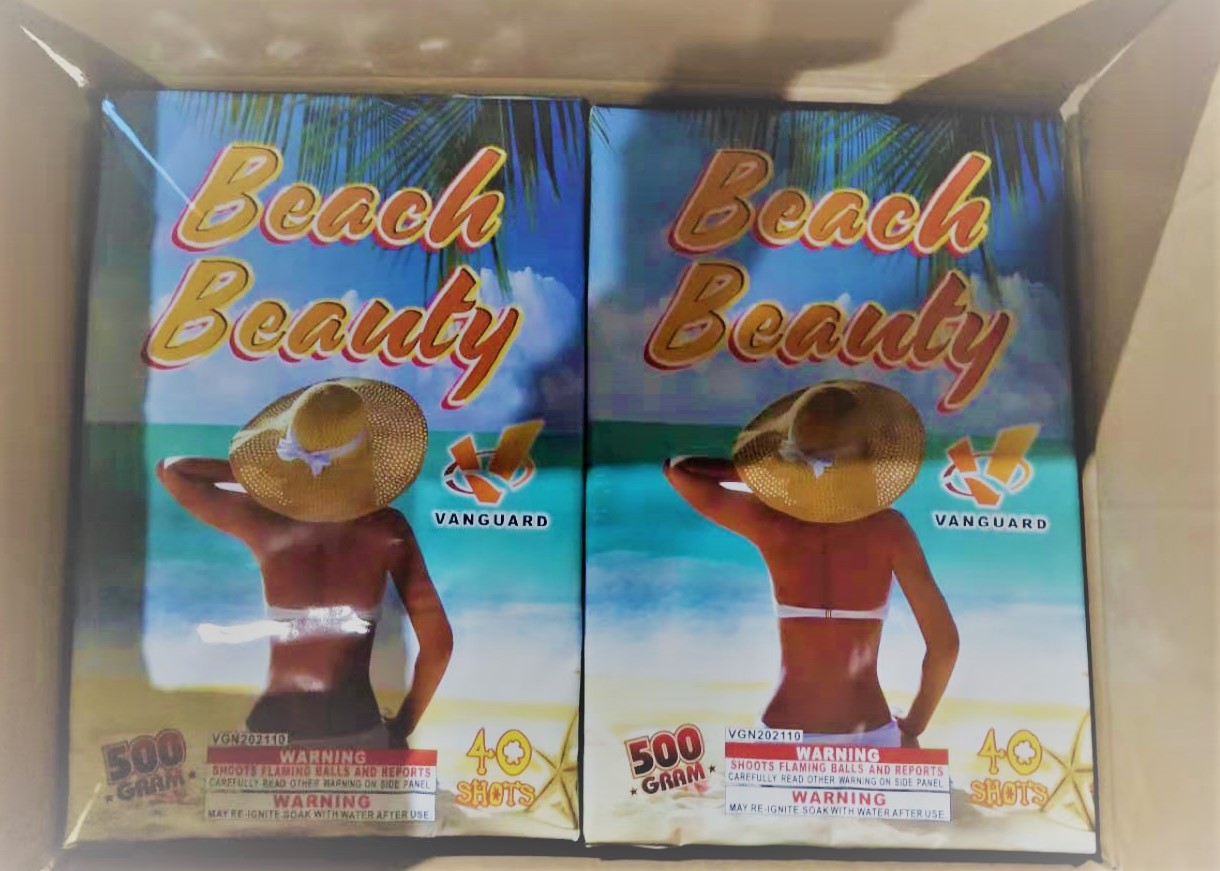 Beach
Beauty
VANGUARD
500
GRAM
VGN202110
WARNING
SHOOTS FLAMING BALLS AND REPORTS
CAREFULLY READ OTHER WARNING ON SIDE PANEL
WARNING
MAY RE-IGNITE SOAK WITH WATER AFTER USE
40
SHOTS
Beach
Beauty
VANGUARD
500
GRAM
VGN202110
WARNING
SHOOTS FLAMING BALLS AND REPORTS
CAREFULLY READ OTHER WARNING ON SIDE PANEL
WARNING
MAY RE-IGNITE SOAK WITH WATER AFTER USE
40
SHOTS